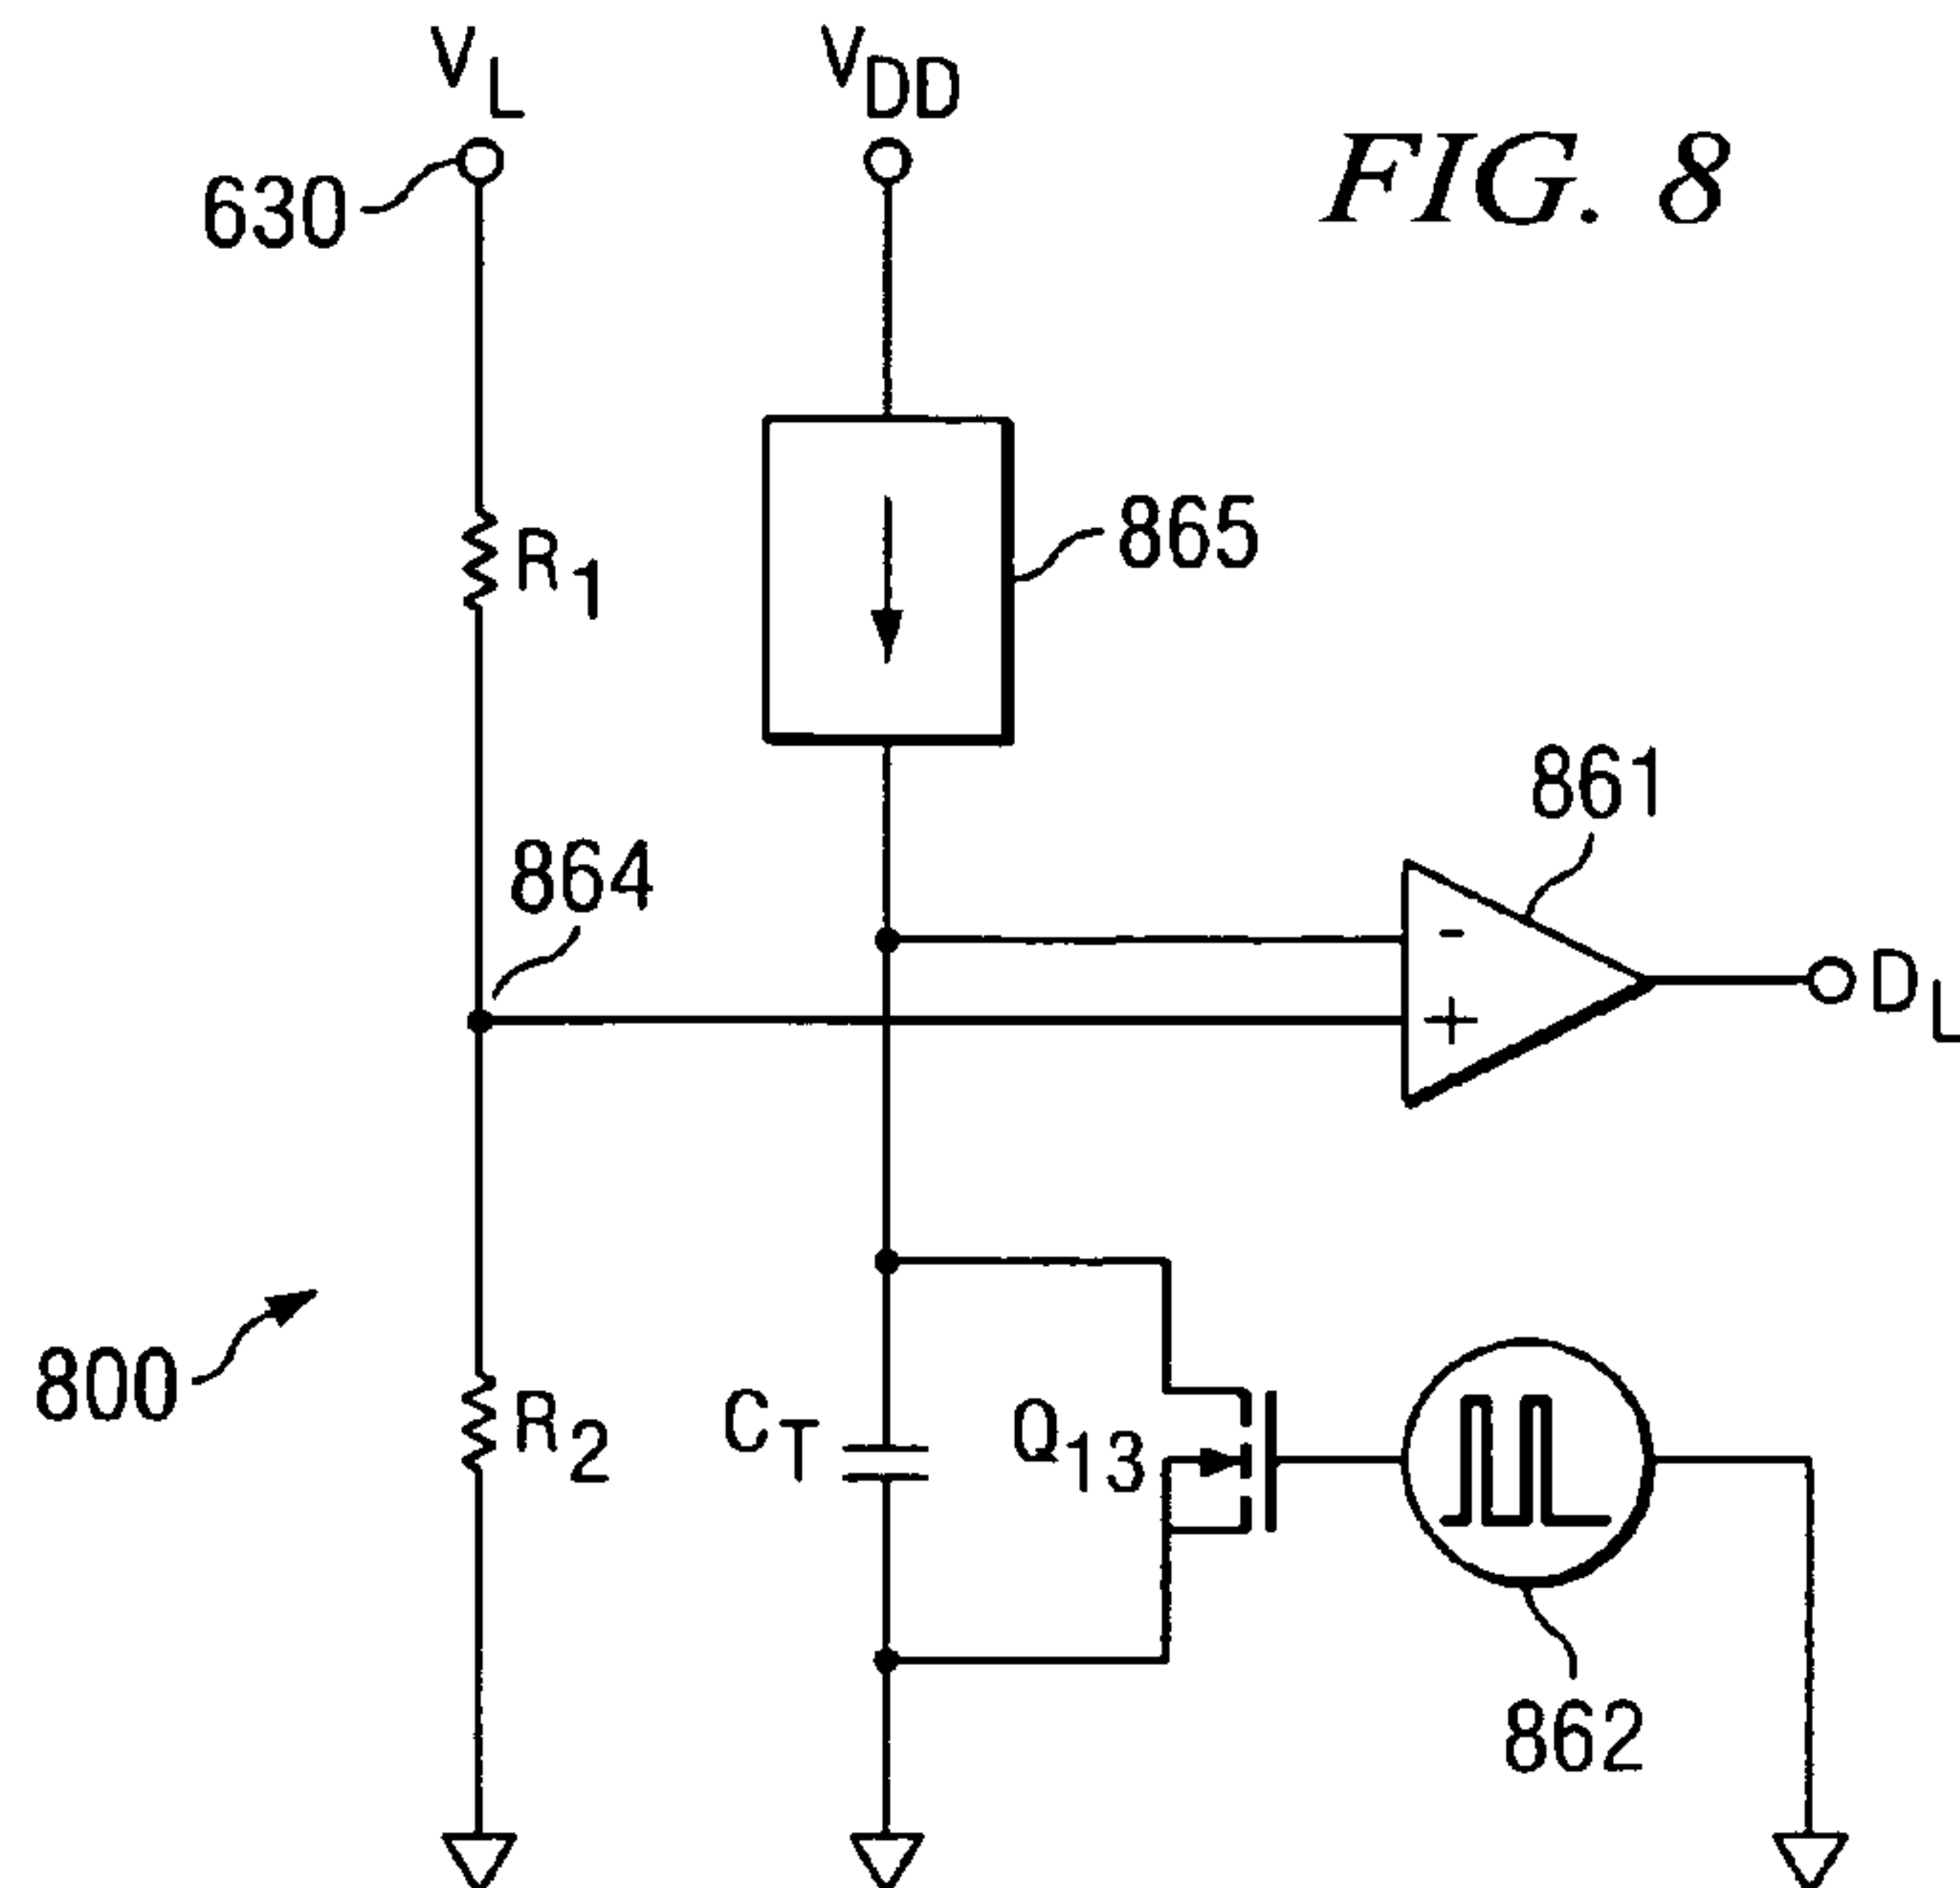 V_L
V_DD
FIG. 8
630
R_1
865
861
864
-
+
D_L
800
R_2
C_T
Q_13
862